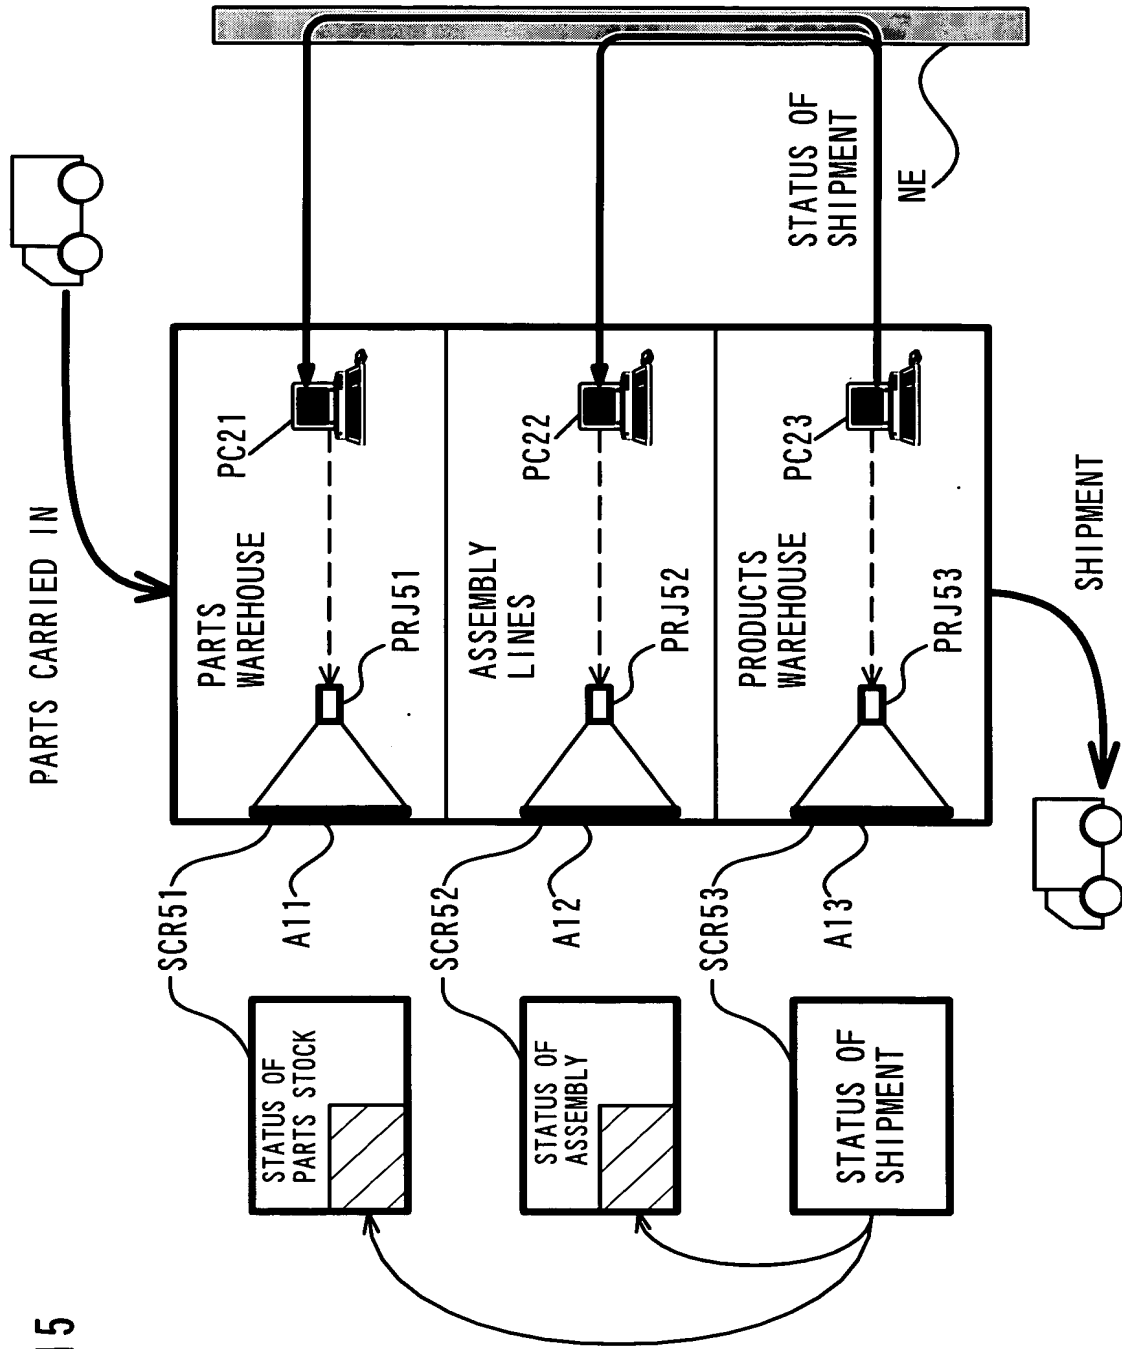 15
STATUS OF
SHIPMENT
STATUS OF
ASSEMBLY
STATUS OF
PARTS STOCK
SCR53
SCR52
SCR51
A13
A12
A11
PRODUCTS
WAREHOUSE
ASSEMBLY
LINES
PARTS
WAREHOUSE
PRJ53
PRJ52
PRJ51
PC23
PC22
PC21
SHIPMENT
PARTS CARRIED IN
STATUS OF
SHIPMENT
NE